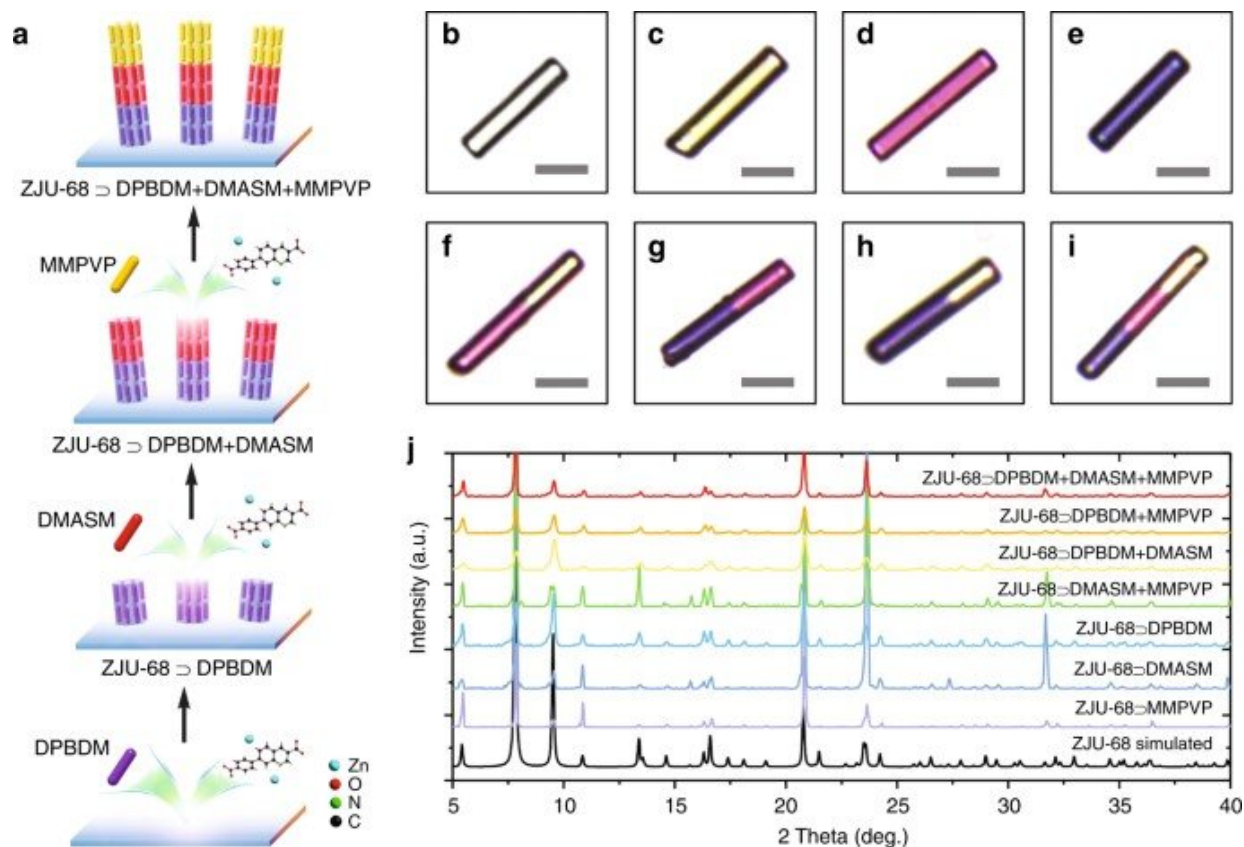 a
ZJU-68 ⊃ DPBDM+DMASM+MMPVP
MMPVP
ZJU-68 ⊃ DPBDM+DMASM
DMASM
ZJU-68 ⊃ DPBDM
DPBDM
Zn
O
N
C
b
c
d
e
f
g
h
i
j
Intensity (a.u.)
ZJU-68⊃DPBDM+DMASM+MMPVP
ZJU-68⊃DPBDM+MMPVP
ZJU-68⊃DPBDM+DMASM
ZJU-68⊃DMASM+MMPVP
ZJU-68⊃DPBDM
ZJU-68⊃DMASM
ZJU-68⊃MMPVP
ZJU-68 simulated
5 10 15 20 25 30 35 40
2 Theta (deg.)